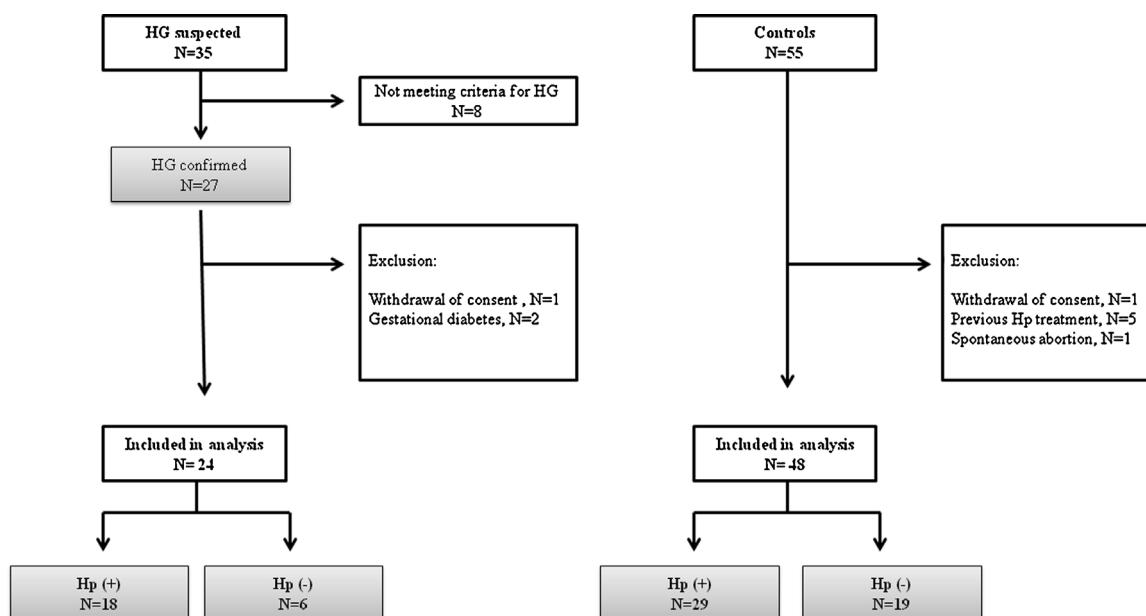 HG suspected
N=35
Not meeting criteria for HG
N=8
HG confirmed
N=27
Exclusion:
Withdrawal of consent , N=1
Gestational diabetes, N=2
Included in analysis
N= 24
Hp (+)
N=18
Hp (-)
N=6
Controls
N=55
Exclusion:
Withdrawal of consent, N=1
Previous Hp treatment, N=5
Spontaneous abortion, N=1
Included in analysis
N= 48
Hp (+)
N=29
Hp (-)
N=19